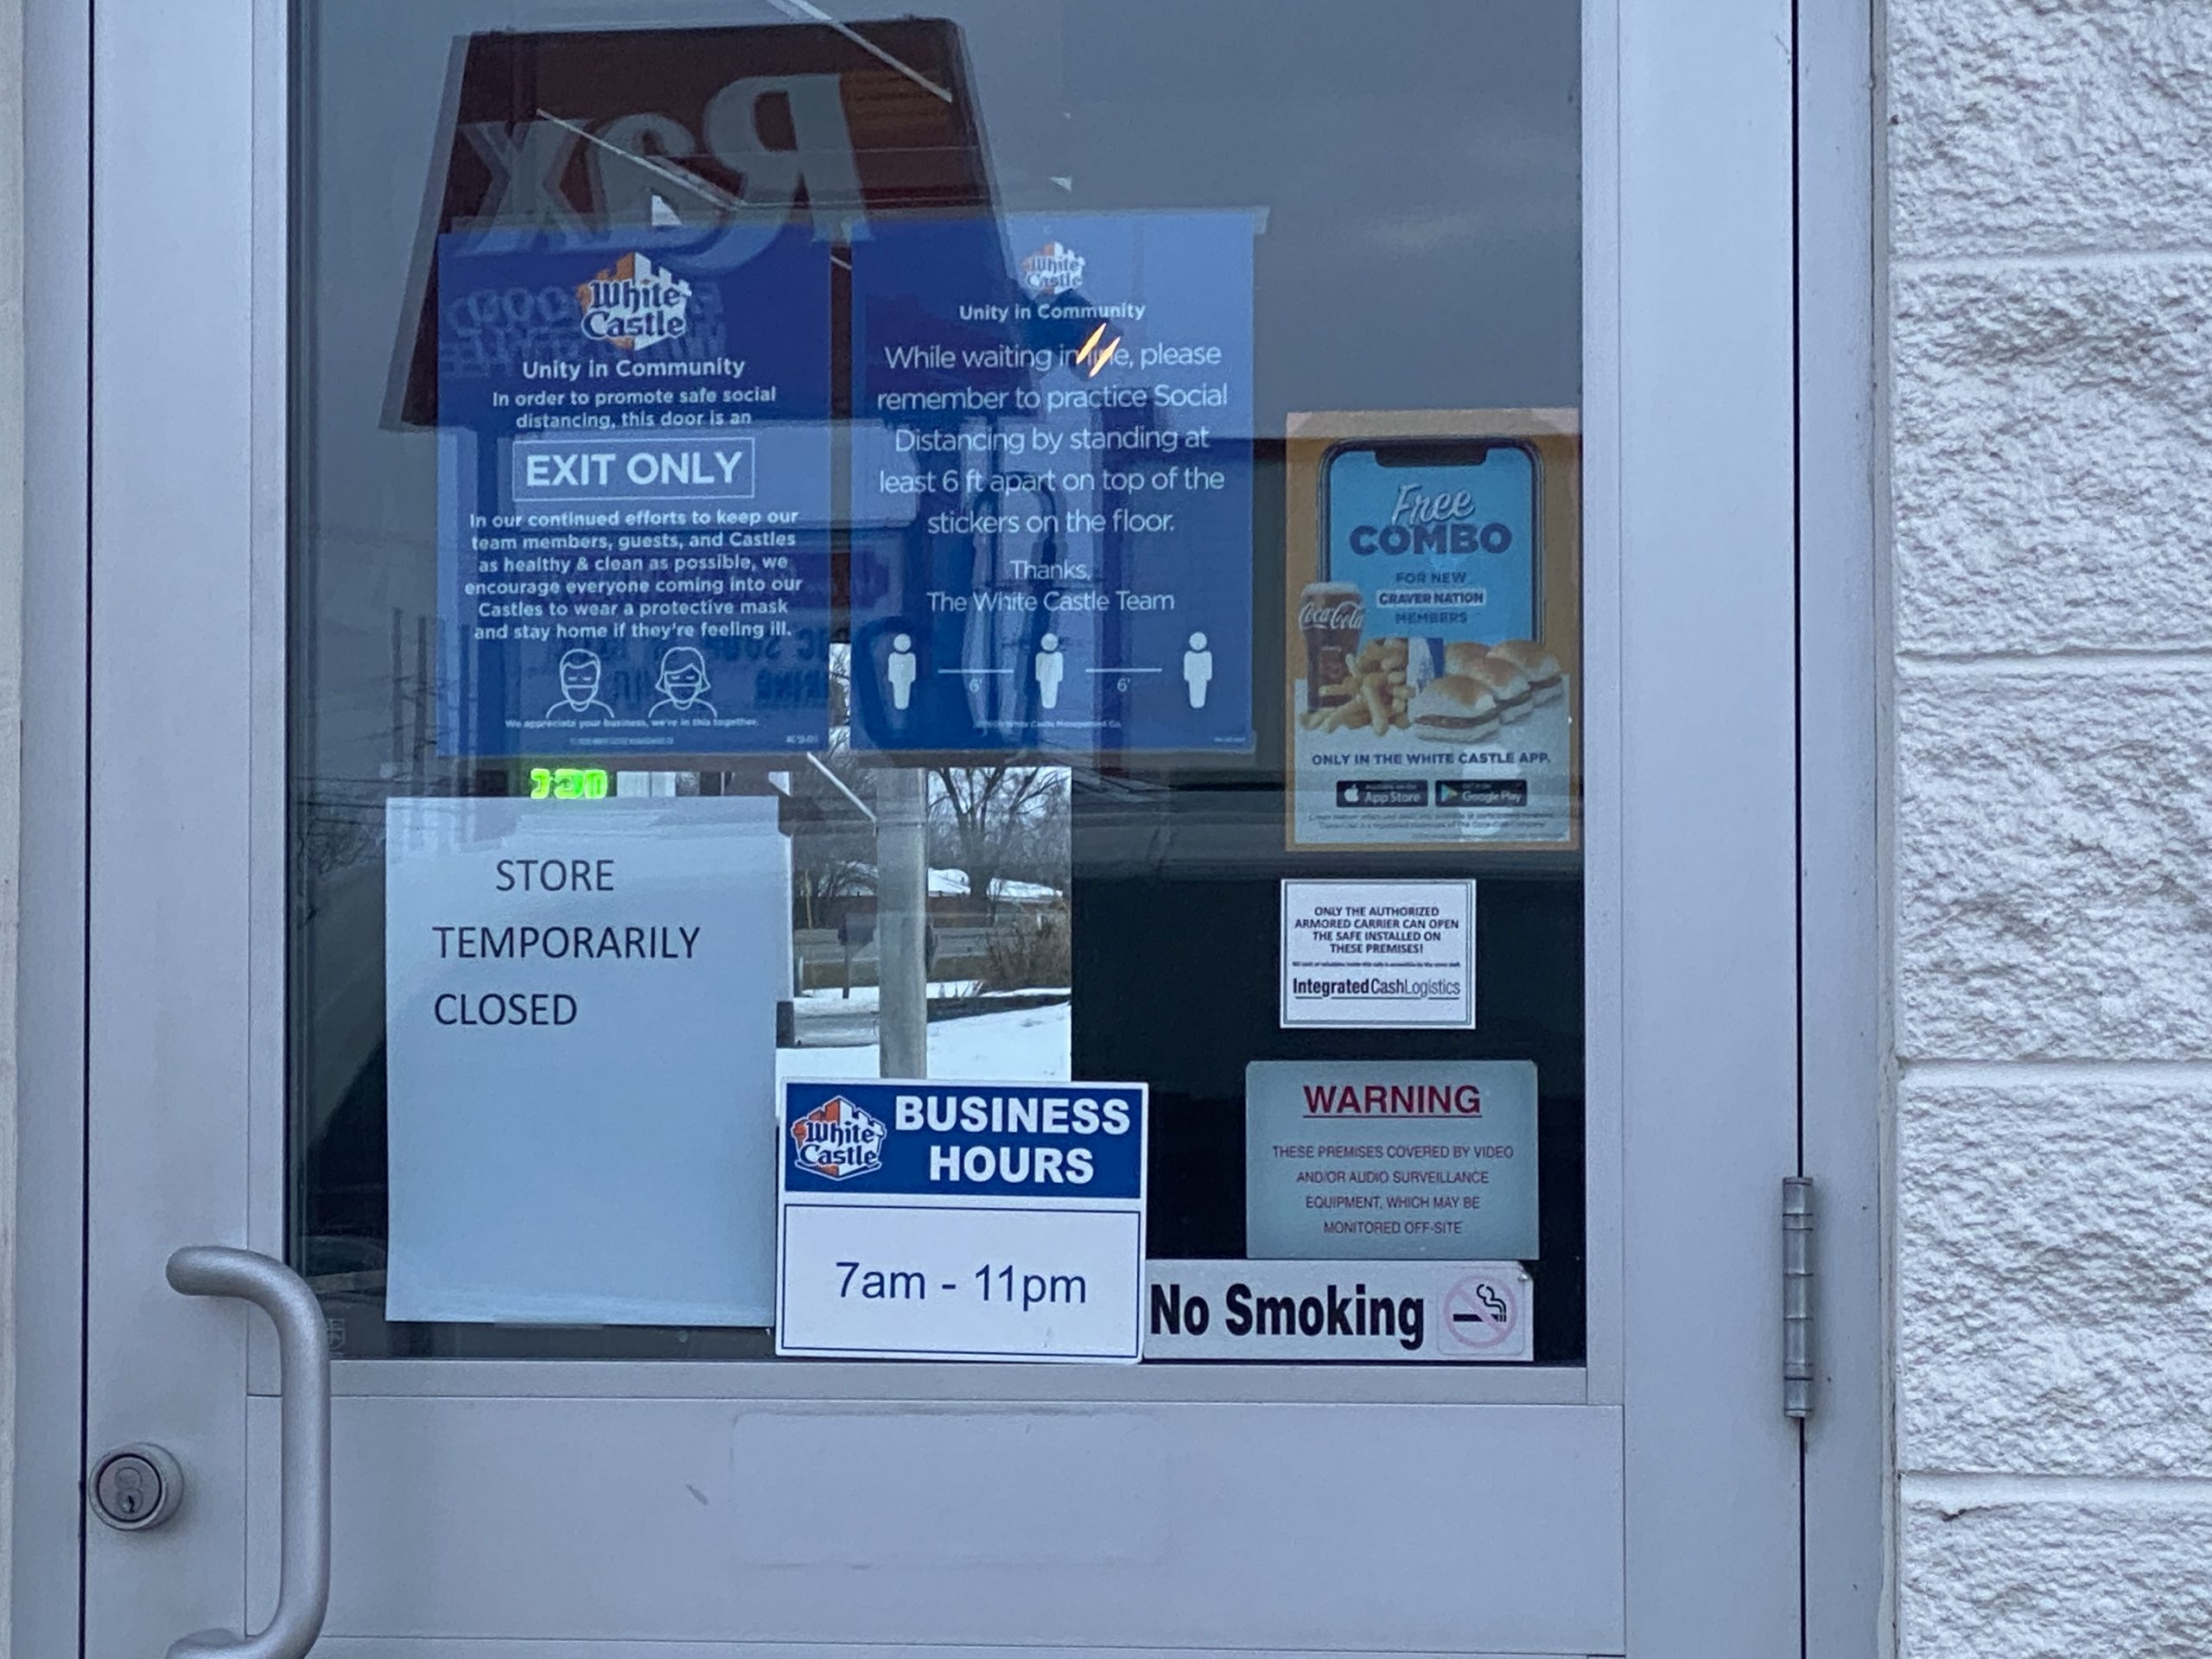 Rax
White
Castle
Unity in Community
In order to promote safe social
distancing, this door is an
EXIT ONLY
In our continued efforts to keep our
team members, guests, and Castles
as healthy & clean as possible, we
encourage everyone coming into our
Castles to wear a protective mask
and stay home if they're feeling ill.
We appreciate your business, we're in this together.
White
Castle
Unity in Community
While waiting in line, please
remember to practice Social
Distancing by standing at
least 6 ft apart on top of the
stickers on the floor.
Thanks,
The White Castle Team
6' 6'
Free
COMBO
FOR NEW
CRAVER NATION
MEMBERS
Coca-Cola
ONLY IN THE WHITE CASTLE APP.
App Store
Google Play
STORE
TEMPORARILY
CLOSED
ONLY THE AUTHORIZED
ARMORED CARRIER CAN OPEN
THE SAFE INSTALLED ON
THESE PREMISES!
IntegratedCashLogistics
WARNING
THESE PREMISES COVERED BY VIDEO
AND/OR AUDIO SURVEILLANCE
EQUIPMENT, WHICH MAY BE
MONITORED OFF-SITE
White
Castle
BUSINESS
HOURS
7am - 11pm
No Smoking